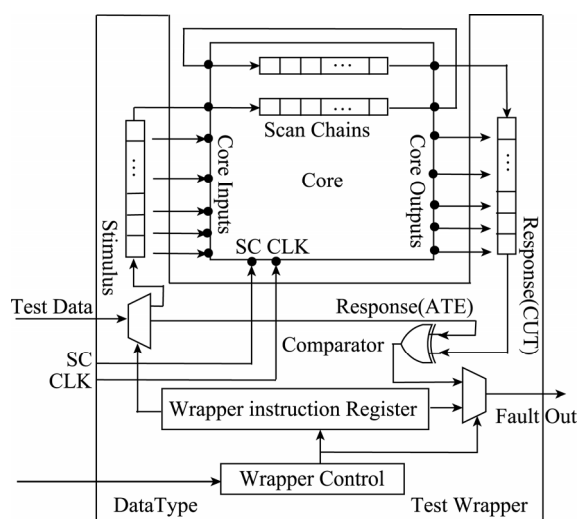 ...
...
Scan Chains
Core Inputs
Core
Core Outputs
...
...
Stimulus
SC CLK
Response(CUT)
Test Data
Response(ATE)
Comparator
SC
CLK
Wrapper instruction Register
Fault Out
Wrapper Control
DataType
Test Wrapper